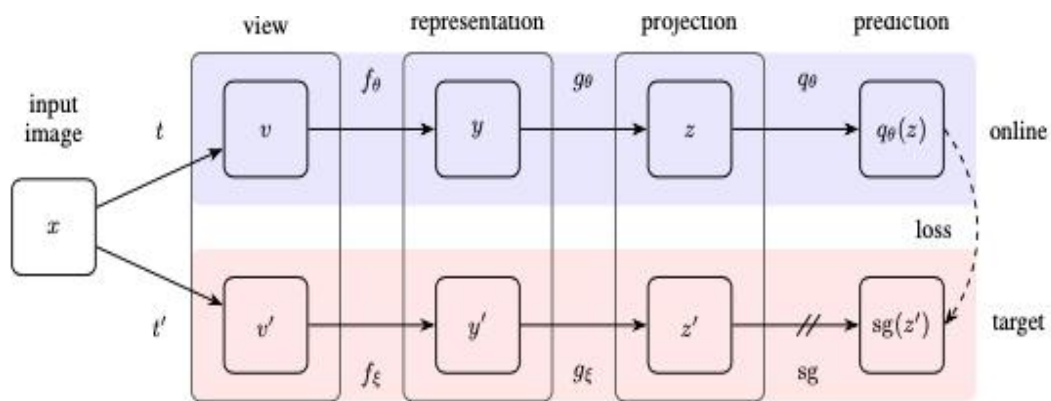 view representation projection prediction
input
image
t f_θ g_θ q_θ
v y z q_θ(z) online
x
loss
v′ y′ z′ // sg(z′) target
t′ f_ξ g_ξ sg